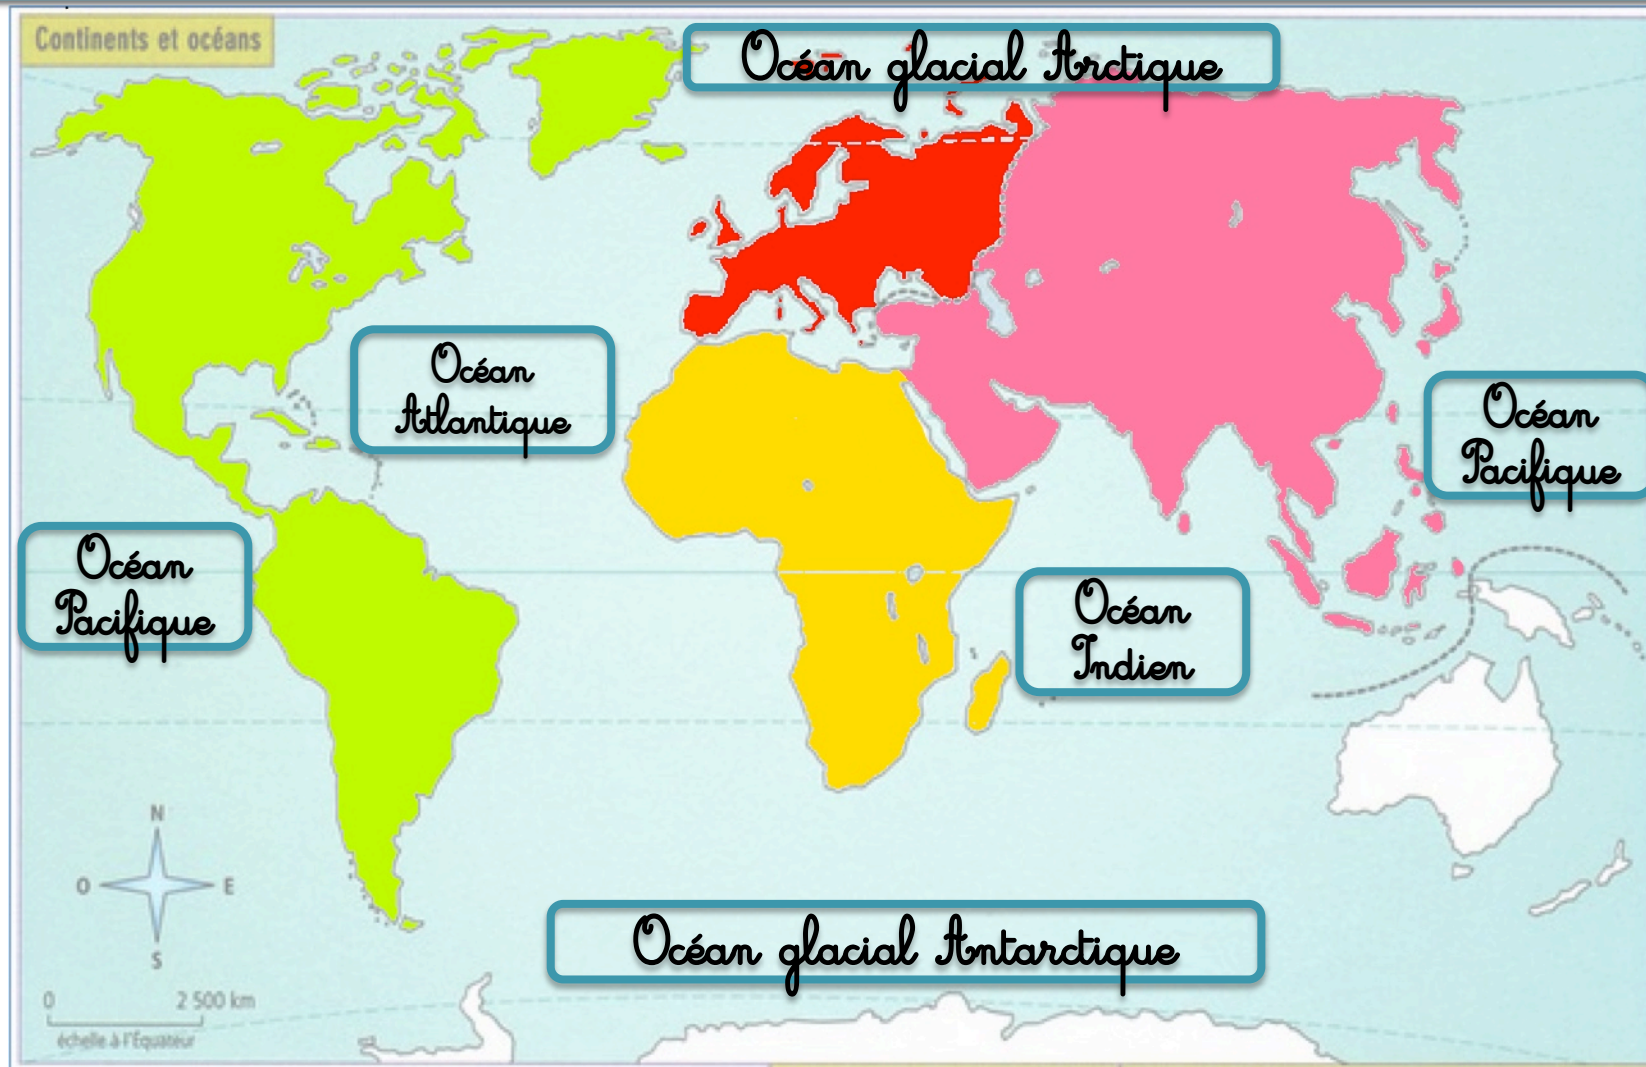 Continents et océans
Océan glacial Arctique
Océan
Atlantique
Océan
Pacifique
Océan
Pacifique
Océan
Indien
N
O
E
S
Océan glacial Antarctique
0
2 500 km
échelle à l'Équateur